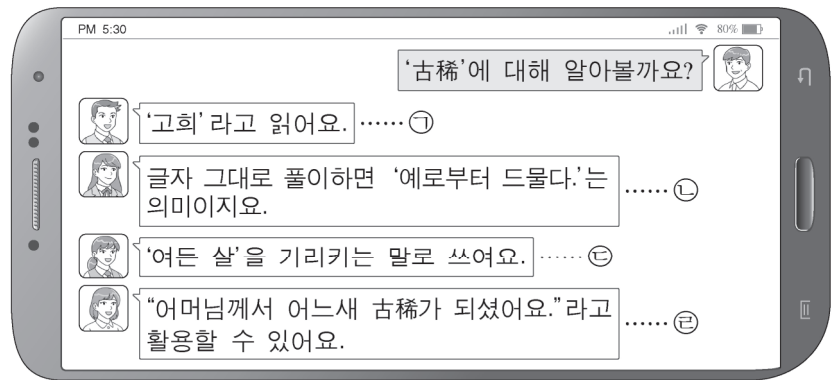 PM 5:30
80%
‘古稀’에 대해 알아볼까요?
‘고희’라고 읽어요. ······ ㉠
글자 그대로 풀이하면 ‘예로부터 드물다.’는
의미이지요. ······ ㉡
‘여든 살’을 기리키는 말로 쓰여요. ······ ㉢
“어머님께서 어느새 古稀가 되셨어요.”라고
활용할 수 있어요. ······ ㉣